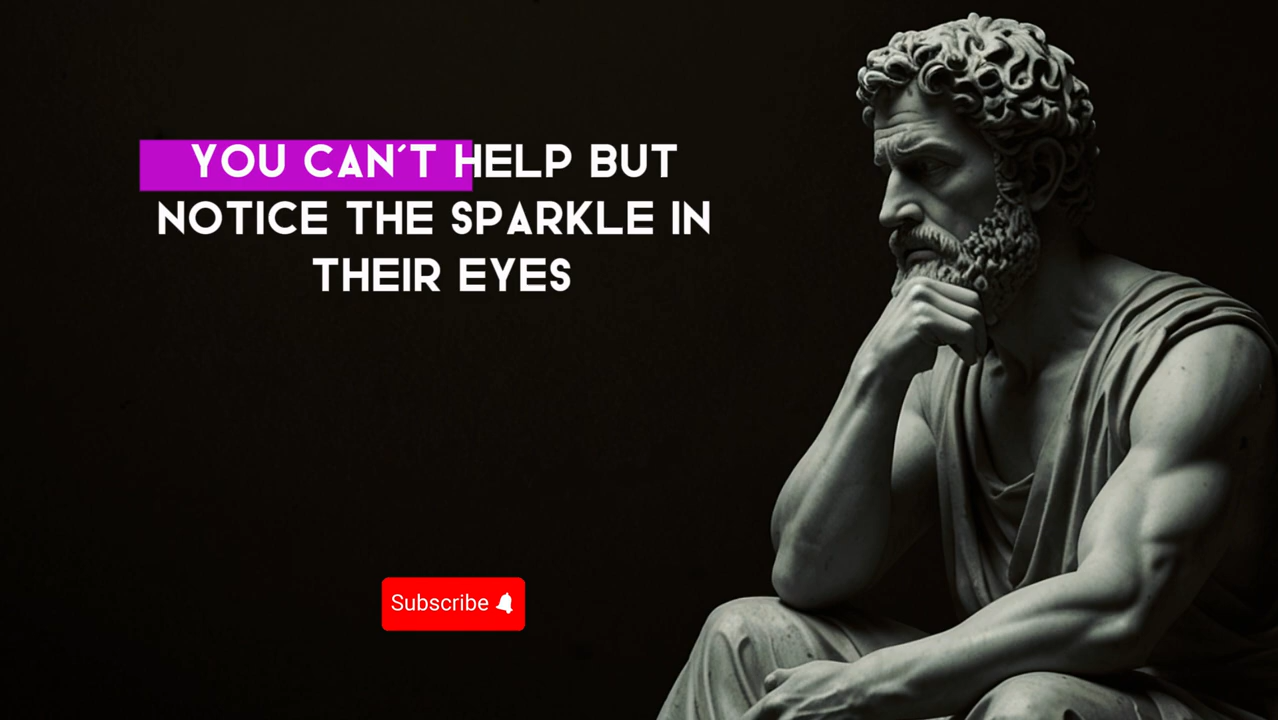 YOU CAN´T HELP BUT
NOTICE THE SPARKLE IN
THEIR EYES
Subscribe